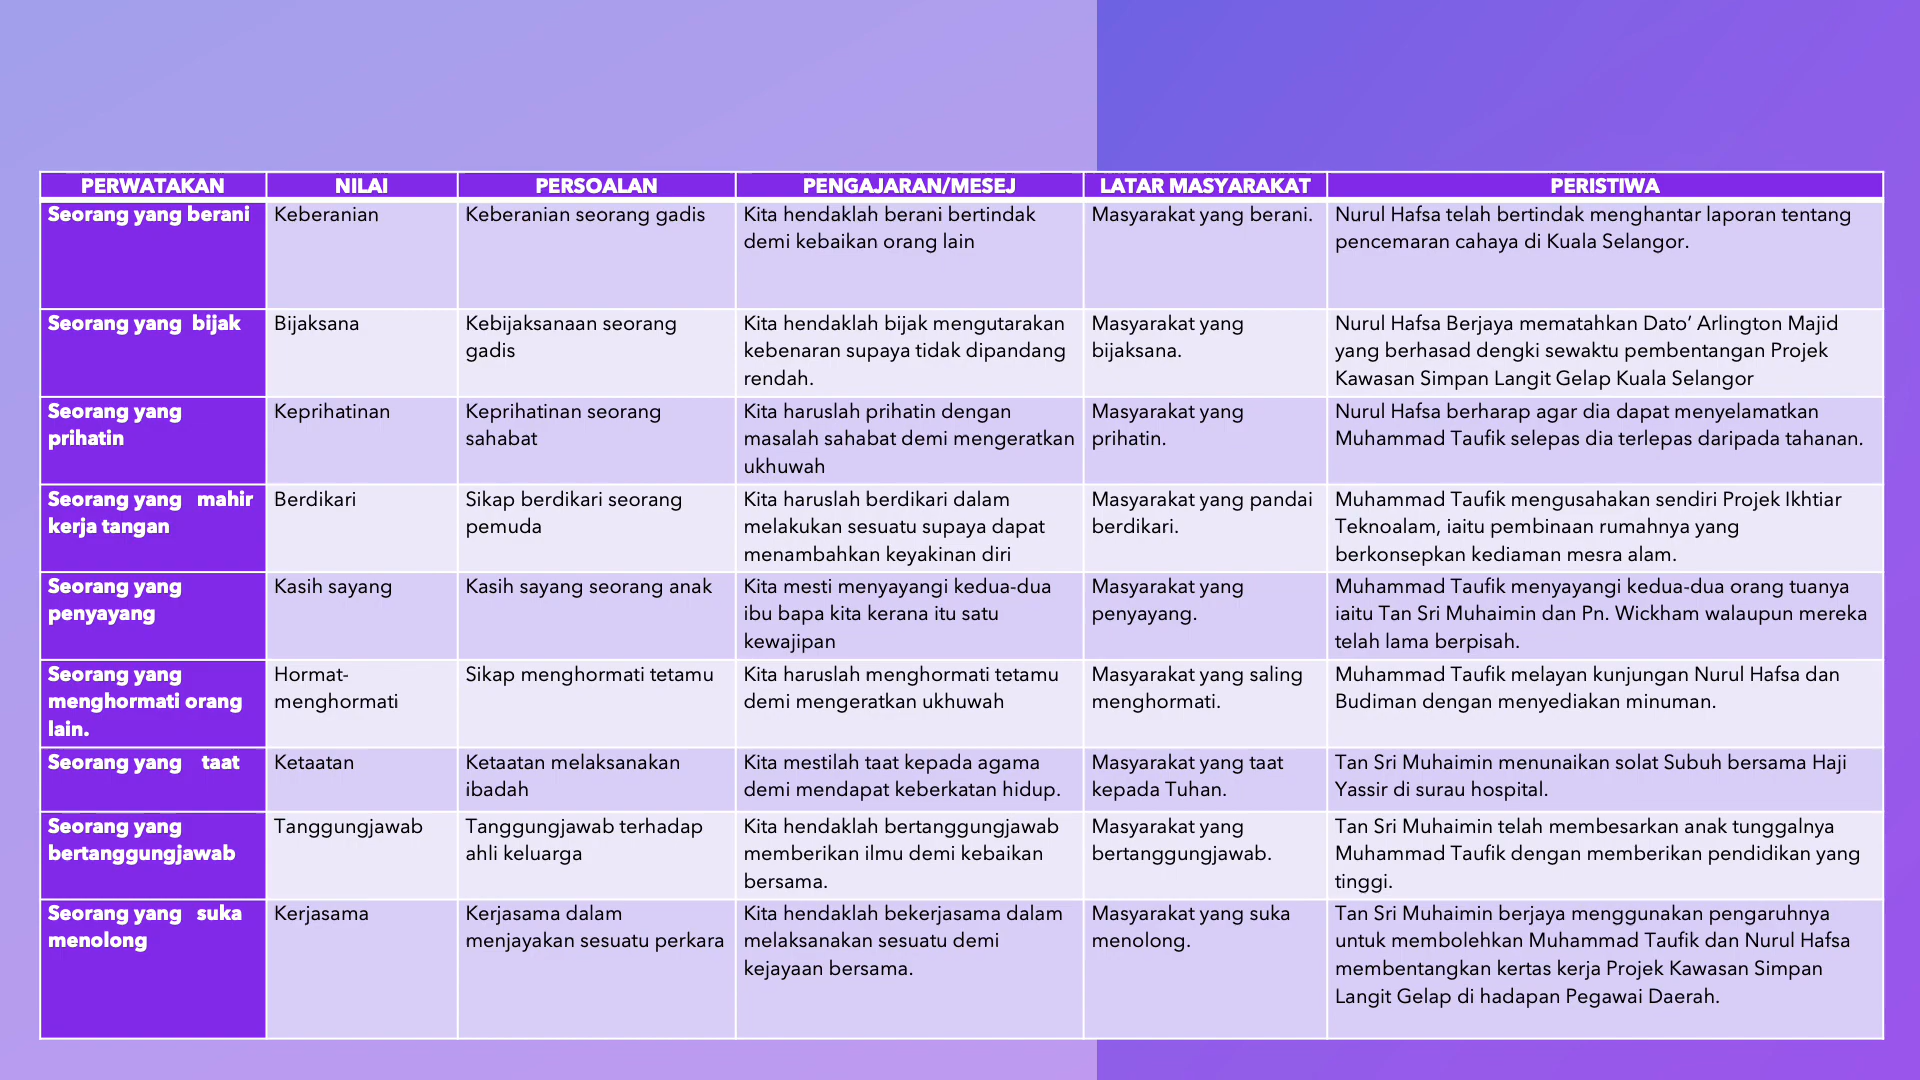 PERWATAKAN NILAI PERSOALAN PENGAJARAN/MESEJ LATAR MASYARAKAT PERISTIWA
Seorang yang berani
Keberanian
Keberanian seorang gadis
Kita hendaklah berani bertindak
demi kebaikan orang lain
Masyarakat yang berani.
Nurul Hafsa telah bertindak menghantar laporan tentang
pencemaran cahaya di Kuala Selangor.
Seorang yang bijak
Bijaksana
Kebijaksanaan seorang
gadis
Kita hendaklah bijak mengutarakan
kebenaran supaya tidak dipandang
rendah.
Masyarakat yang
bijaksana.
Nurul Hafsa Berjaya mematahkan Dato’ Arlington Majid
yang berhasad dengki sewaktu pembentangan Projek
Kawasan Simpan Langit Gelap Kuala Selangor
Seorang yang
prihatin
Keprihatinan
Keprihatinan seorang
sahabat
Kita haruslah prihatin dengan
masalah sahabat demi mengeratkan
ukhuwah
Masyarakat yang
prihatin.
Nurul Hafsa berharap agar dia dapat menyelamatkan
Muhammad Taufik selepas dia terlepas daripada tahanan.
Seorang yang mahir
kerja tangan
Berdikari
Sikap berdikari seorang
pemuda
Kita haruslah berdikari dalam
melakukan sesuatu supaya dapat
menambahkan keyakinan diri
Masyarakat yang pandai
berdikari.
Muhammad Taufik mengusahakan sendiri Projek Ikhtiar
Teknoalam, iaitu pembinaan rumahnya yang
berkonsepkan kediaman mesra alam.
Seorang yang
penyayang
Kasih sayang
Kasih sayang seorang anak
Kita mesti menyayangi kedua-dua
ibu bapa kita kerana itu satu
kewajipan
Masyarakat yang
penyayang.
Muhammad Taufik menyayangi kedua-dua orang tuanya
iaitu Tan Sri Muhaimin dan Pn. Wickham walaupun mereka
telah lama berpisah.
Seorang yang
menghormati orang
lain.
Hormat-
menghormati
Sikap menghormati tetamu
Kita haruslah menghormati tetamu
demi mengeratkan ukhuwah
Masyarakat yang saling
menghormati.
Muhammad Taufik melayan kunjungan Nurul Hafsa dan
Budiman dengan menyediakan minuman.
Seorang yang taat
Ketaatan
Ketaatan melaksanakan
ibadah
Kita mestilah taat kepada agama
demi mendapat keberkatan hidup.
Masyarakat yang taat
kepada Tuhan.
Tan Sri Muhaimin menunaikan solat Subuh bersama Haji
Yassir di surau hospital.
Seorang yang
bertanggungjawab
Tanggungjawab
Tanggungjawab terhadap
ahli keluarga
Kita hendaklah bertanggungjawab
memberikan ilmu demi kebaikan
bersama.
Masyarakat yang
bertanggungjawab.
Tan Sri Muhaimin telah membesarkan anak tunggalnya
Muhammad Taufik dengan memberikan pendidikan yang
tinggi.
Seorang yang suka
menolong
Kerjasama
Kerjasama dalam
menjayakan sesuatu perkara
Kita hendaklah bekerjasama dalam
melaksanakan sesuatu demi
kejayaan bersama.
Masyarakat yang suka
menolong.
Tan Sri Muhaimin berjaya menggunakan pengaruhnya
untuk membolehkan Muhammad Taufik dan Nurul Hafsa
membentangkan kertas kerja Projek Kawasan Simpan
Langit Gelap di hadapan Pegawai Daerah.